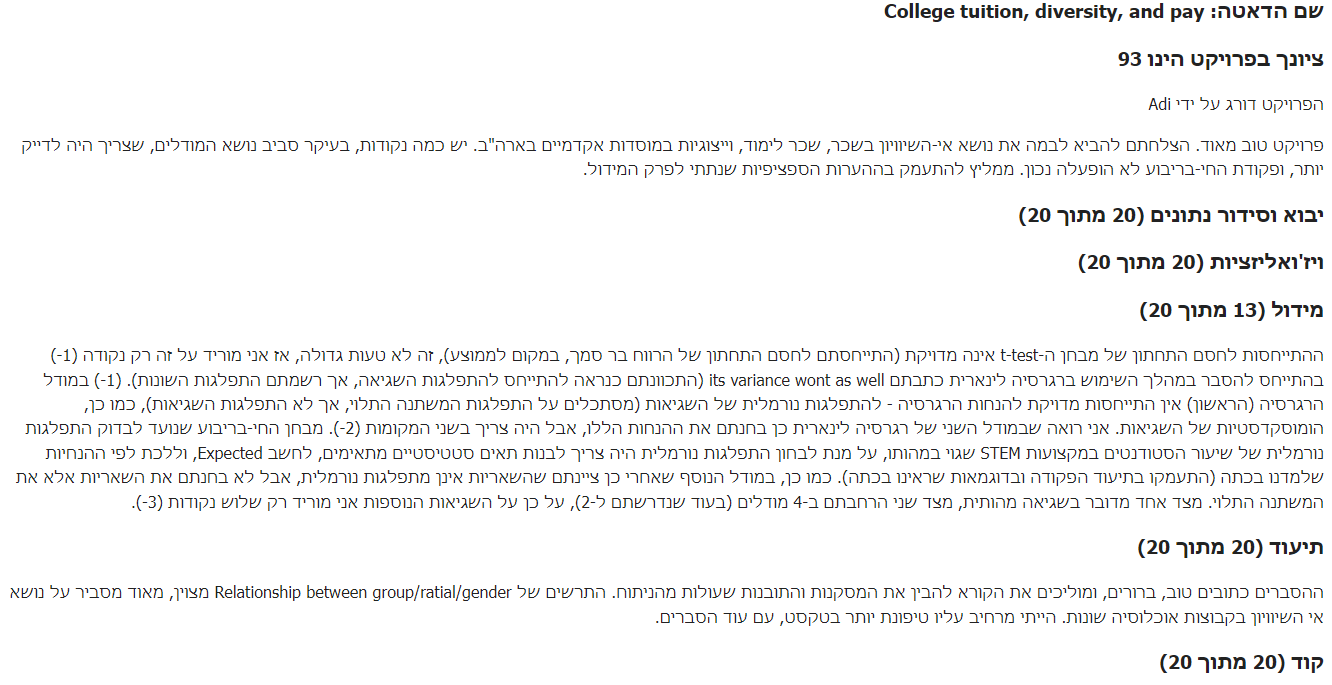 שם הדאטה: College tuition, diversity, and pay
ציונך בפרויקט הינו 93
הפרויקט דורג על ידי Adi
פרויקט טוב מאוד. הצלחתם להביא לבמה את נושא אי-השיוויון בשכר, שכר לימוד, וייצוגיות במוסדות אקדמיים בארה"ב. יש כמה נקודות, בעיקר סביב נושא המודלים, שצריך היה לדייק
יותר, ופקודת החי-בריבוע לא הופעלה נכון. ממליץ להתעמק בההערות הספציפיות שנתתי לפרק המידול.
יבוא וסידור נתונים (20 מתוך 20)
ויז'ואליזציות (20 מתוך 20)
מידול (13 מתוך 20)
ההתייחסות לחסם התחתון של מבחן ה-t-test אינה מדויקת (התייחסתם לחסם התחתון של הרווח בר סמך, במקום לממוצע), זה לא טעות גדולה, אז אני מוריד על זה רק נקודה (1-)
בהתייחס להסבר במהלך השימוש ברגרסיה לינארית כתבתם its variance wont as well (התכוונתם כנראה להתייחס להתפלגות השגיאה, אך רשמתם התפלגות השונות). (1-) במודל
הרגרסיה (הראשון) אין התייחסות מדויקת להנחות הרגרסיה - להתפלגות נורמלית של השגיאות (מסתכלים על התפלגות המשתנה התלוי, אך לא התפלגות השגיאות), כמו כן,
הומוסקדסטיות של השגיאות. אני רואה שבמודל השני של רגרסיה לינארית כן בחנתם את ההנחות הללו, אבל היה צריך בשני המקומות (2-). מבחן החי-בריבוע שנועד לבדוק התפלגות
נורמלית של שיעור הסטודנטים במקצועות STEM שגוי במהותו, על מנת לבחון התפלגות נורמלית היה צריך לבנות תאים סטטיסטיים מתאימים, לחשב Expected, וללכת לפי ההנחיות
שלמדנו בכתה (התעמקו בתיעוד הפקודה ובדוגמאות שראינו בכתה). כמו כן, במודל הנוסף שאחרי כן ציינתם שהשאריות אינן מתפלגות נורמלית, אבל לא בחנתם את השאריות אלא את
המשתנה התלוי. מצד אחד מדובר בשגיאה מהותית, מצד שני הרחבתם ב-4 מודלים (בעוד שנדרשתם ל-2), על כן על השגיאות הנוספות אני מוריד רק שלוש נקודות (3-).
תיעוד (20 מתוך 20)
ההסברים כתובים טוב, ברורים, ומוליכים את הקורא להבין את המסקנות והתובנות שעולות מהניתוח. התרשים של Relationship between group/ratial/gender מצוין, מאוד מסביר על נושא
אי השיוויון בקבוצות אוכלוסיה שונות. הייתי מרחיב עליו טיפונת יותר בטקסט, עם עוד הסברים.
קוד (20 מתוך 20)